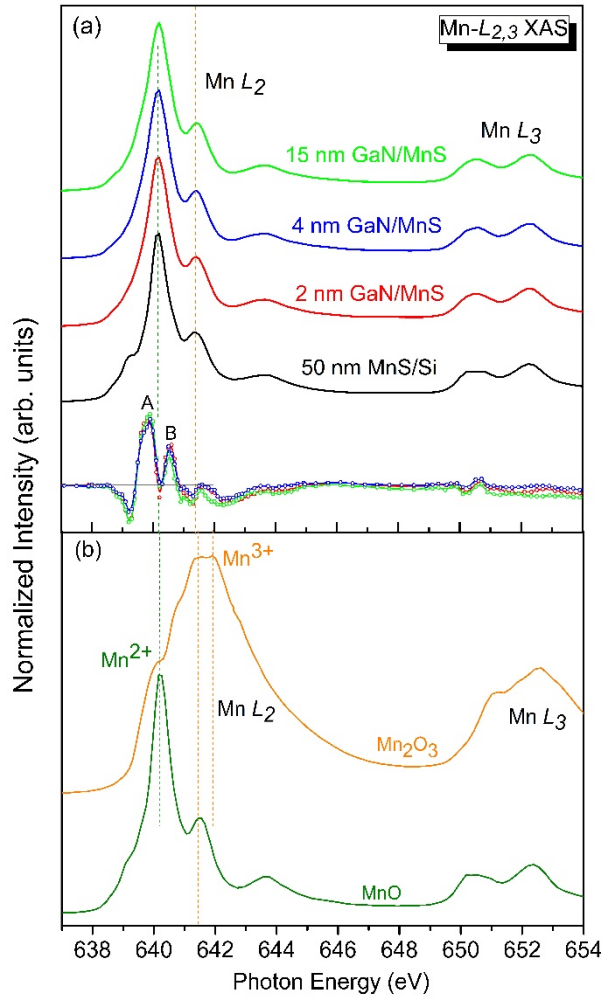 (a)
Mn-L2,3 XAS
Mn L2
Mn L3
15 nm GaN/MnS
4 nm GaN/MnS
2 nm GaN/MnS
50 nm MnS/Si
A
B
Normalized Intensity (arb. units)
(b)
Mn3+
Mn2+
Mn L2
Mn L3
Mn2O3
MnO
638 640 642 644 646 648 650 652 654
Photon Energy (eV)